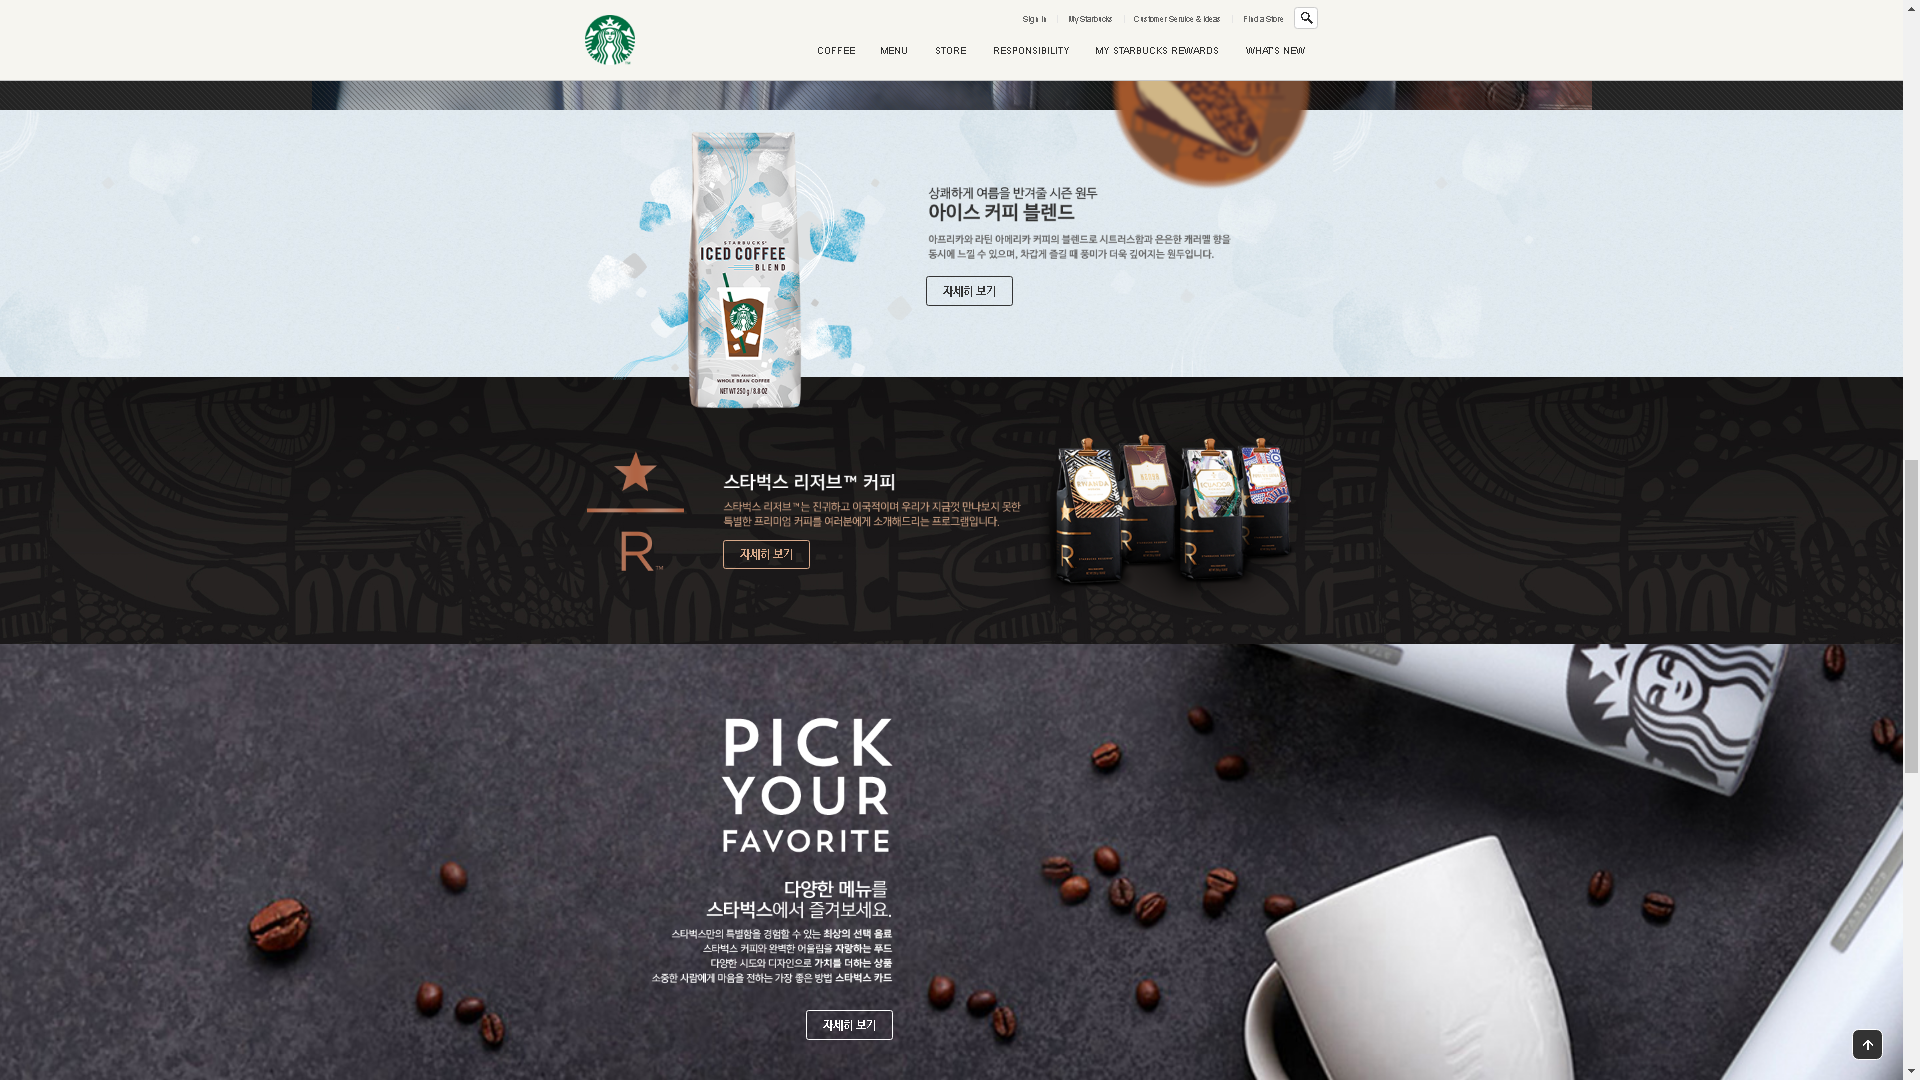 Sign In
My Starbucks
Customer Service & Ideas
Find a Store
COFFEE
MENU
STORE
RESPONSIBILITY
MY STARBUCKS REWARDS
WHAT'S NEW
상쾌하게 여름을 반겨줄 시즌 원두
아이스 커피 블렌드
아프리카와 라틴 아메리카 커피의 블렌드로 시트러스함과 은은한 캐러멜 향을
동시에 느낄 수 있으며, 차갑게 즐길 때 풍미가 더욱 깊어지는 원두입니다.
자세히 보기
STARBUCKS®
ICED COFFEE
BLEND
100% ARABICA
WHOLE BEAN COFFEE
NET WT 250 g / 8.8 OZ
R™
스타벅스 리저브™ 커피
스타벅스 리저브™는 진귀하고 이국적이며 우리가 지금껏 만나보지 못한
특별한 프리미엄 커피를 여러분에게 소개해드리는 프로그램입니다.
자세히 보기
RWANDA
R
R
R
R
PICK
YOUR
FAVORITE
다양한 메뉴를
스타벅스에서 즐겨보세요.
스타벅스만의 특별함을 경험할 수 있는 최상의 선택 음료
스타벅스 커피와 완벽한 어울림을 자랑하는 푸드
다양한 시도와 디자인으로 가치를 더하는 상품
소중한 사람에게 마음을 전하는 가장 좋은 방법 스타벅스 카드
자세히 보기